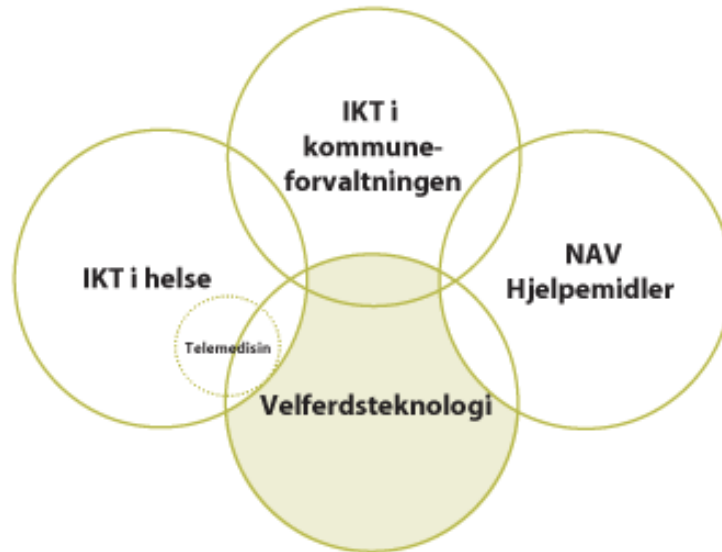 IKT i
kommune-
forvaltningen
IKT i helse
NAV
Hjelpemidler
Telemedisin
Velferdsteknologi